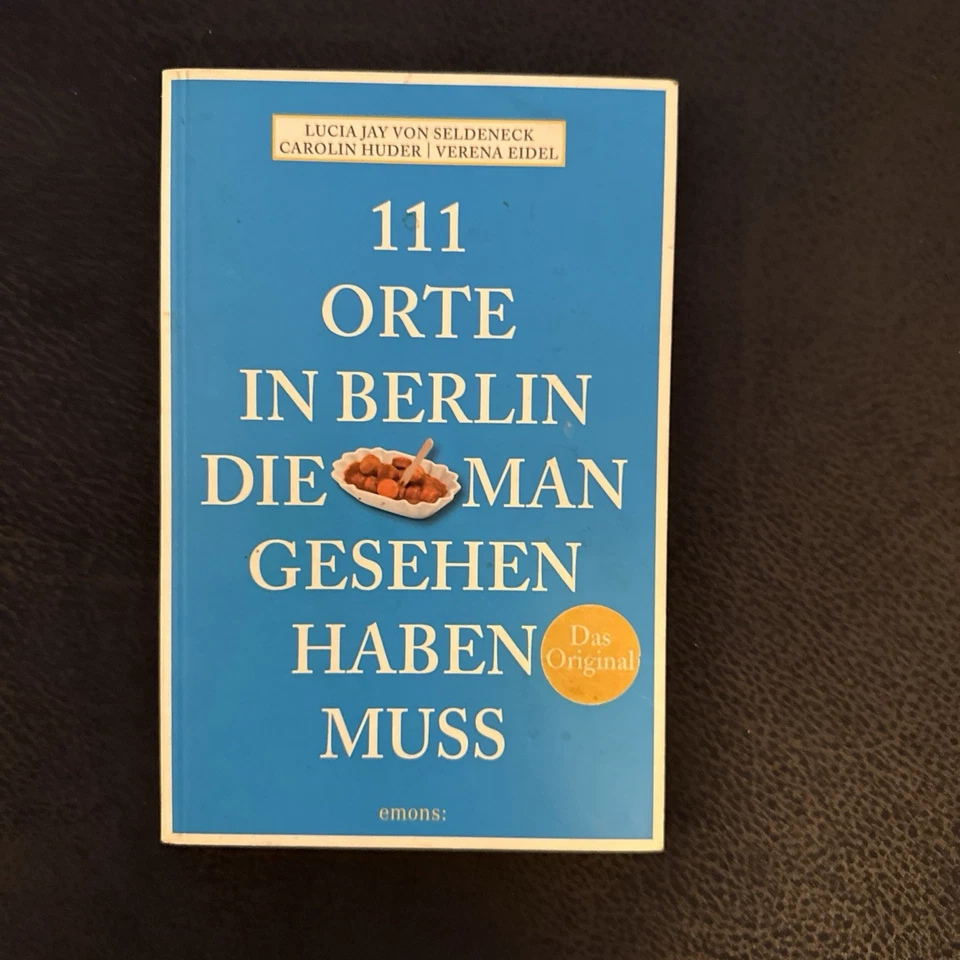 LUCIA JAY VON SELDENECK
CAROLIN HUDER | VERENA EIDEL
111
ORTE
IN BERLIN
DIE MAN
GESEHEN
HABEN
MUSS
Das
Original
emons: